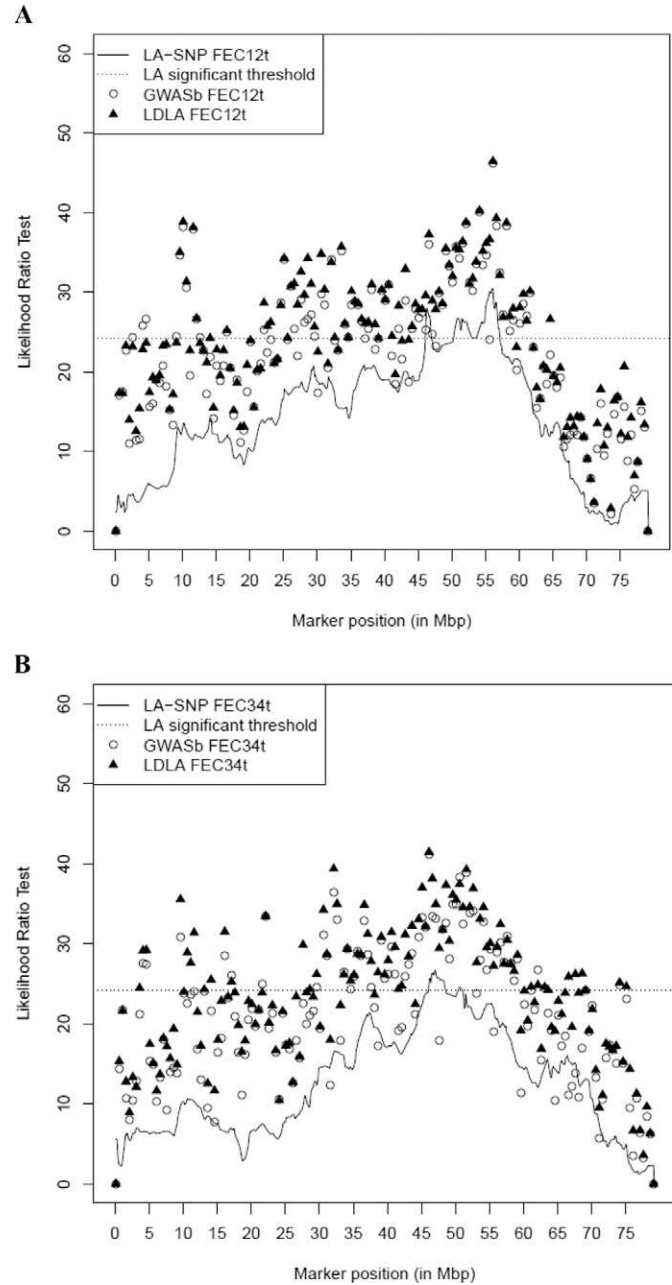 A
LA−SNP FEC12t
LA significant threshold
GWASb FEC12t
LDLA FEC12t
Likelihood Ratio Test
0 10 20 30 40 50 60
0 5 10 15 20 25 30 35 40 45 50 55 60 65 70 75
Marker position (in Mbp)
B
LA−SNP FEC34t
LA significant threshold
GWASb FEC34t
LDLA FEC34t
Likelihood Ratio Test
0 10 20 30 40 50 60
0 5 10 15 20 25 30 35 40 45 50 55 60 65 70 75
Marker position (in Mbp)